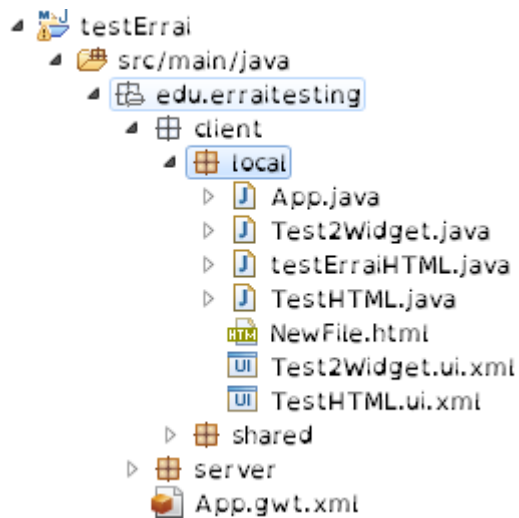 testErrai
src/main/java
edu.erraitesting
client
local
App.java
Test2Widget.java
testErraiHTML.java
TestHTML.java
NewFile.html
Test2Widget.ui.xml
TestHTML.ui.xml
shared
server
App.gwt.xml